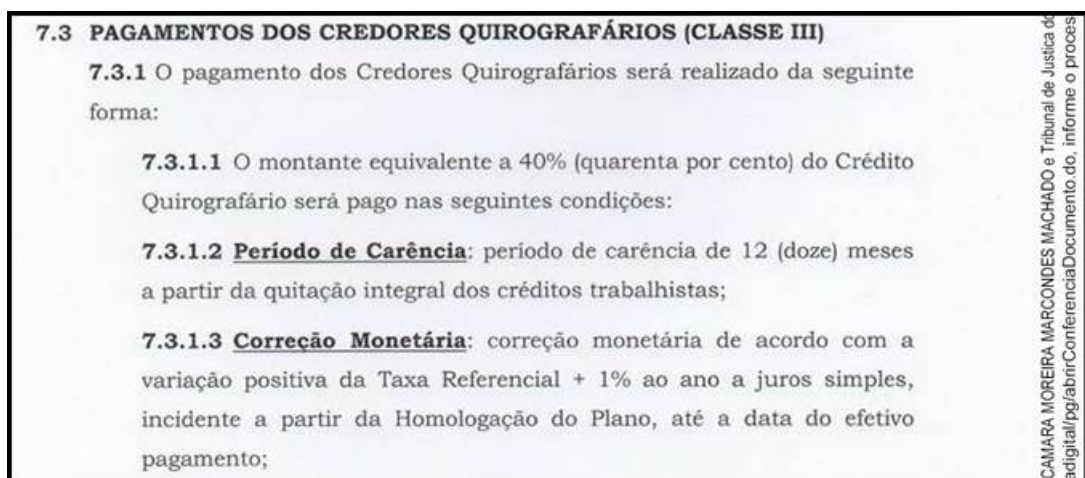 7.3 PAGAMENTOS DOS CREDORES QUIROGRAFÁRIOS (CLASSE III)
7.3.1 O pagamento dos Credores Quirografários será realizado da seguinte
forma:
7.3.1.1 O montante equivalente a 40% (quarenta por cento) do Crédito
Quirografário será pago nas seguintes condições:
7.3.1.2 Período de Carência: período de carência de 12 (doze) meses
a partir da quitação integral dos créditos trabalhistas;
7.3.1.3 Correção Monetária: correção monetária de acordo com a
variação positiva da Taxa Referencial + 1% ao ano a juros simples,
incidente a partir da Homologação do Plano, até a data do efetivo
pagamento;
CAMARA MOREIRA MARCONDES MACHADO e Tribunal de Justica do
adigital/pg/abrirConferenciaDocumento.do, informe o proces